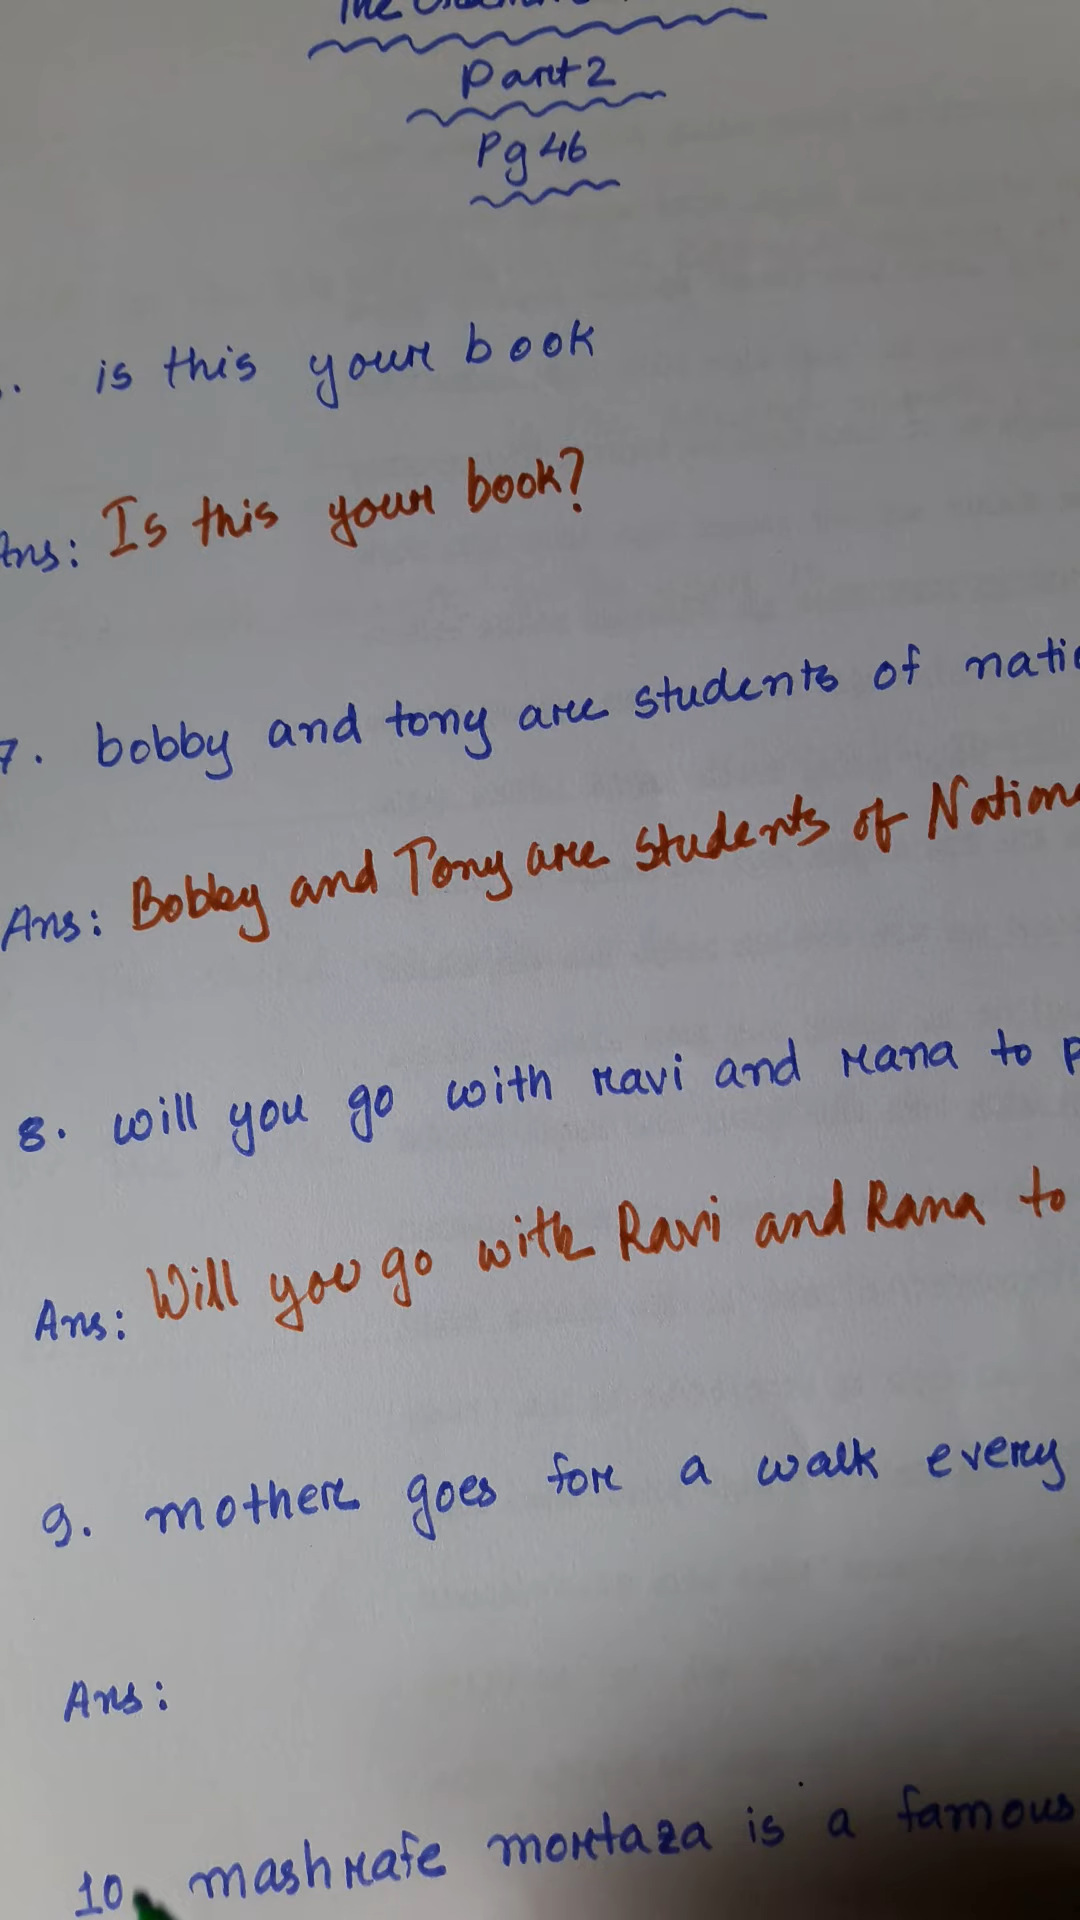 The
Part 2
Pg 46
is this your book
Ans: Is this your book?
7. bobby and tony are students of
Ans: Bobby and Tony are students of
8. will you go with ravi and rana to
Ans: Will you go with Ravi and Rana to
9. mother goes for a walk every
Ans:
10. mashrafe mortaza is a famous